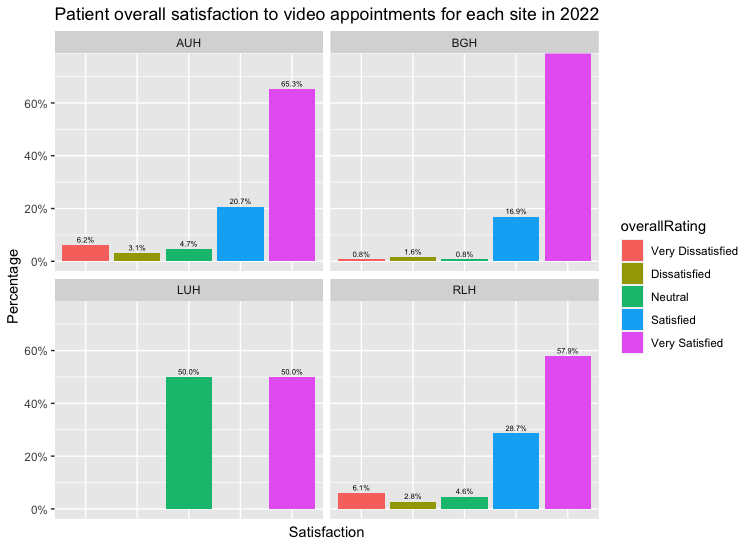 Patient overall satisfaction to video appointments for each site in 2022
AUH
BGH
60%
40%
20%
0%
6.2%
3.1%
4.7%
20.7%
65.3%
0.8%
1.6%
0.8%
16.9%
LUH
RLH
60%
40%
20%
0%
50.0%
50.0%
6.1%
2.8%
4.6%
28.7%
57.9%
Percentage
Satisfaction
overallRating
Very Dissatisfied
Dissatisfied
Neutral
Satisfied
Very Satisfied